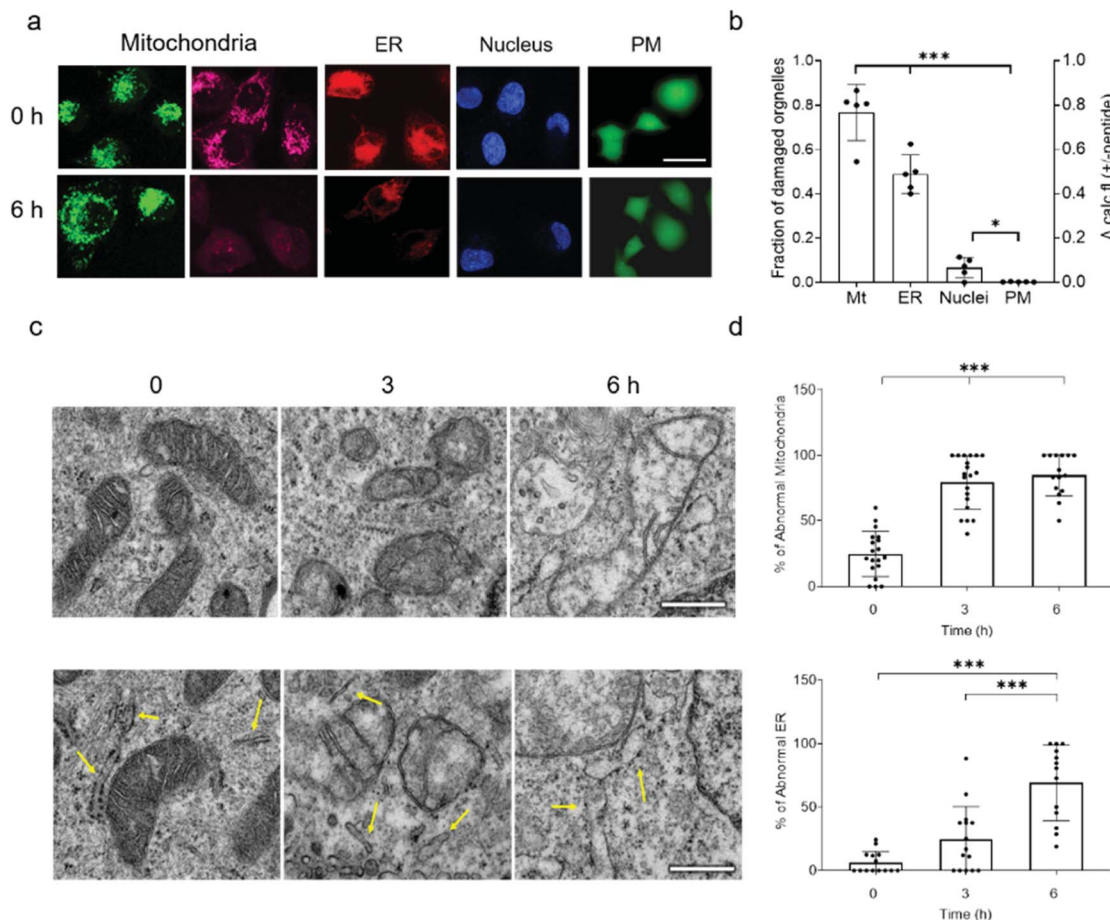 a
Mitochondria ER Nucleus PM
0 h
6 h
b
***
*
Fraction of damaged orgnelles
1.0
0.8
0.6
0.4
0.2
0.0
Mt ER Nuclei PM
1.0
0.8
0.6
0.4
0.2
0.0
Δ calc fl (+/-peptide)
c
0 3 6 h
d
***
% of Abnormal Mitochondria
150
100
50
0
0 3 6
Time (h)
***
***
% of Abnormal ER
150
100
50
0
0 3 6
Time (h)